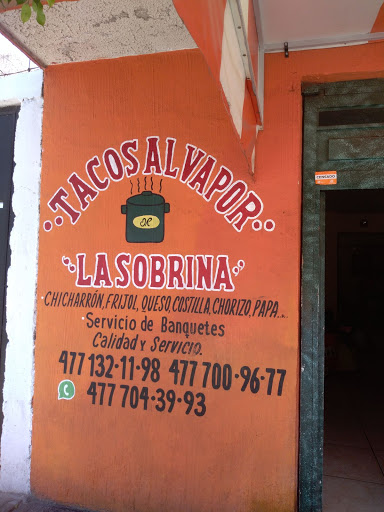 ··TACOS AL VAPOR··
"LA SOBRINA"
CHICHARRÓN, FRIJOL, QUESO, COSTILLA, CHORIZO, PAPA...
Servicio de Banquetes
Calidad y Servicio.
477 132-11-98 477 700-96-77
477 704-39-93
CERRADO